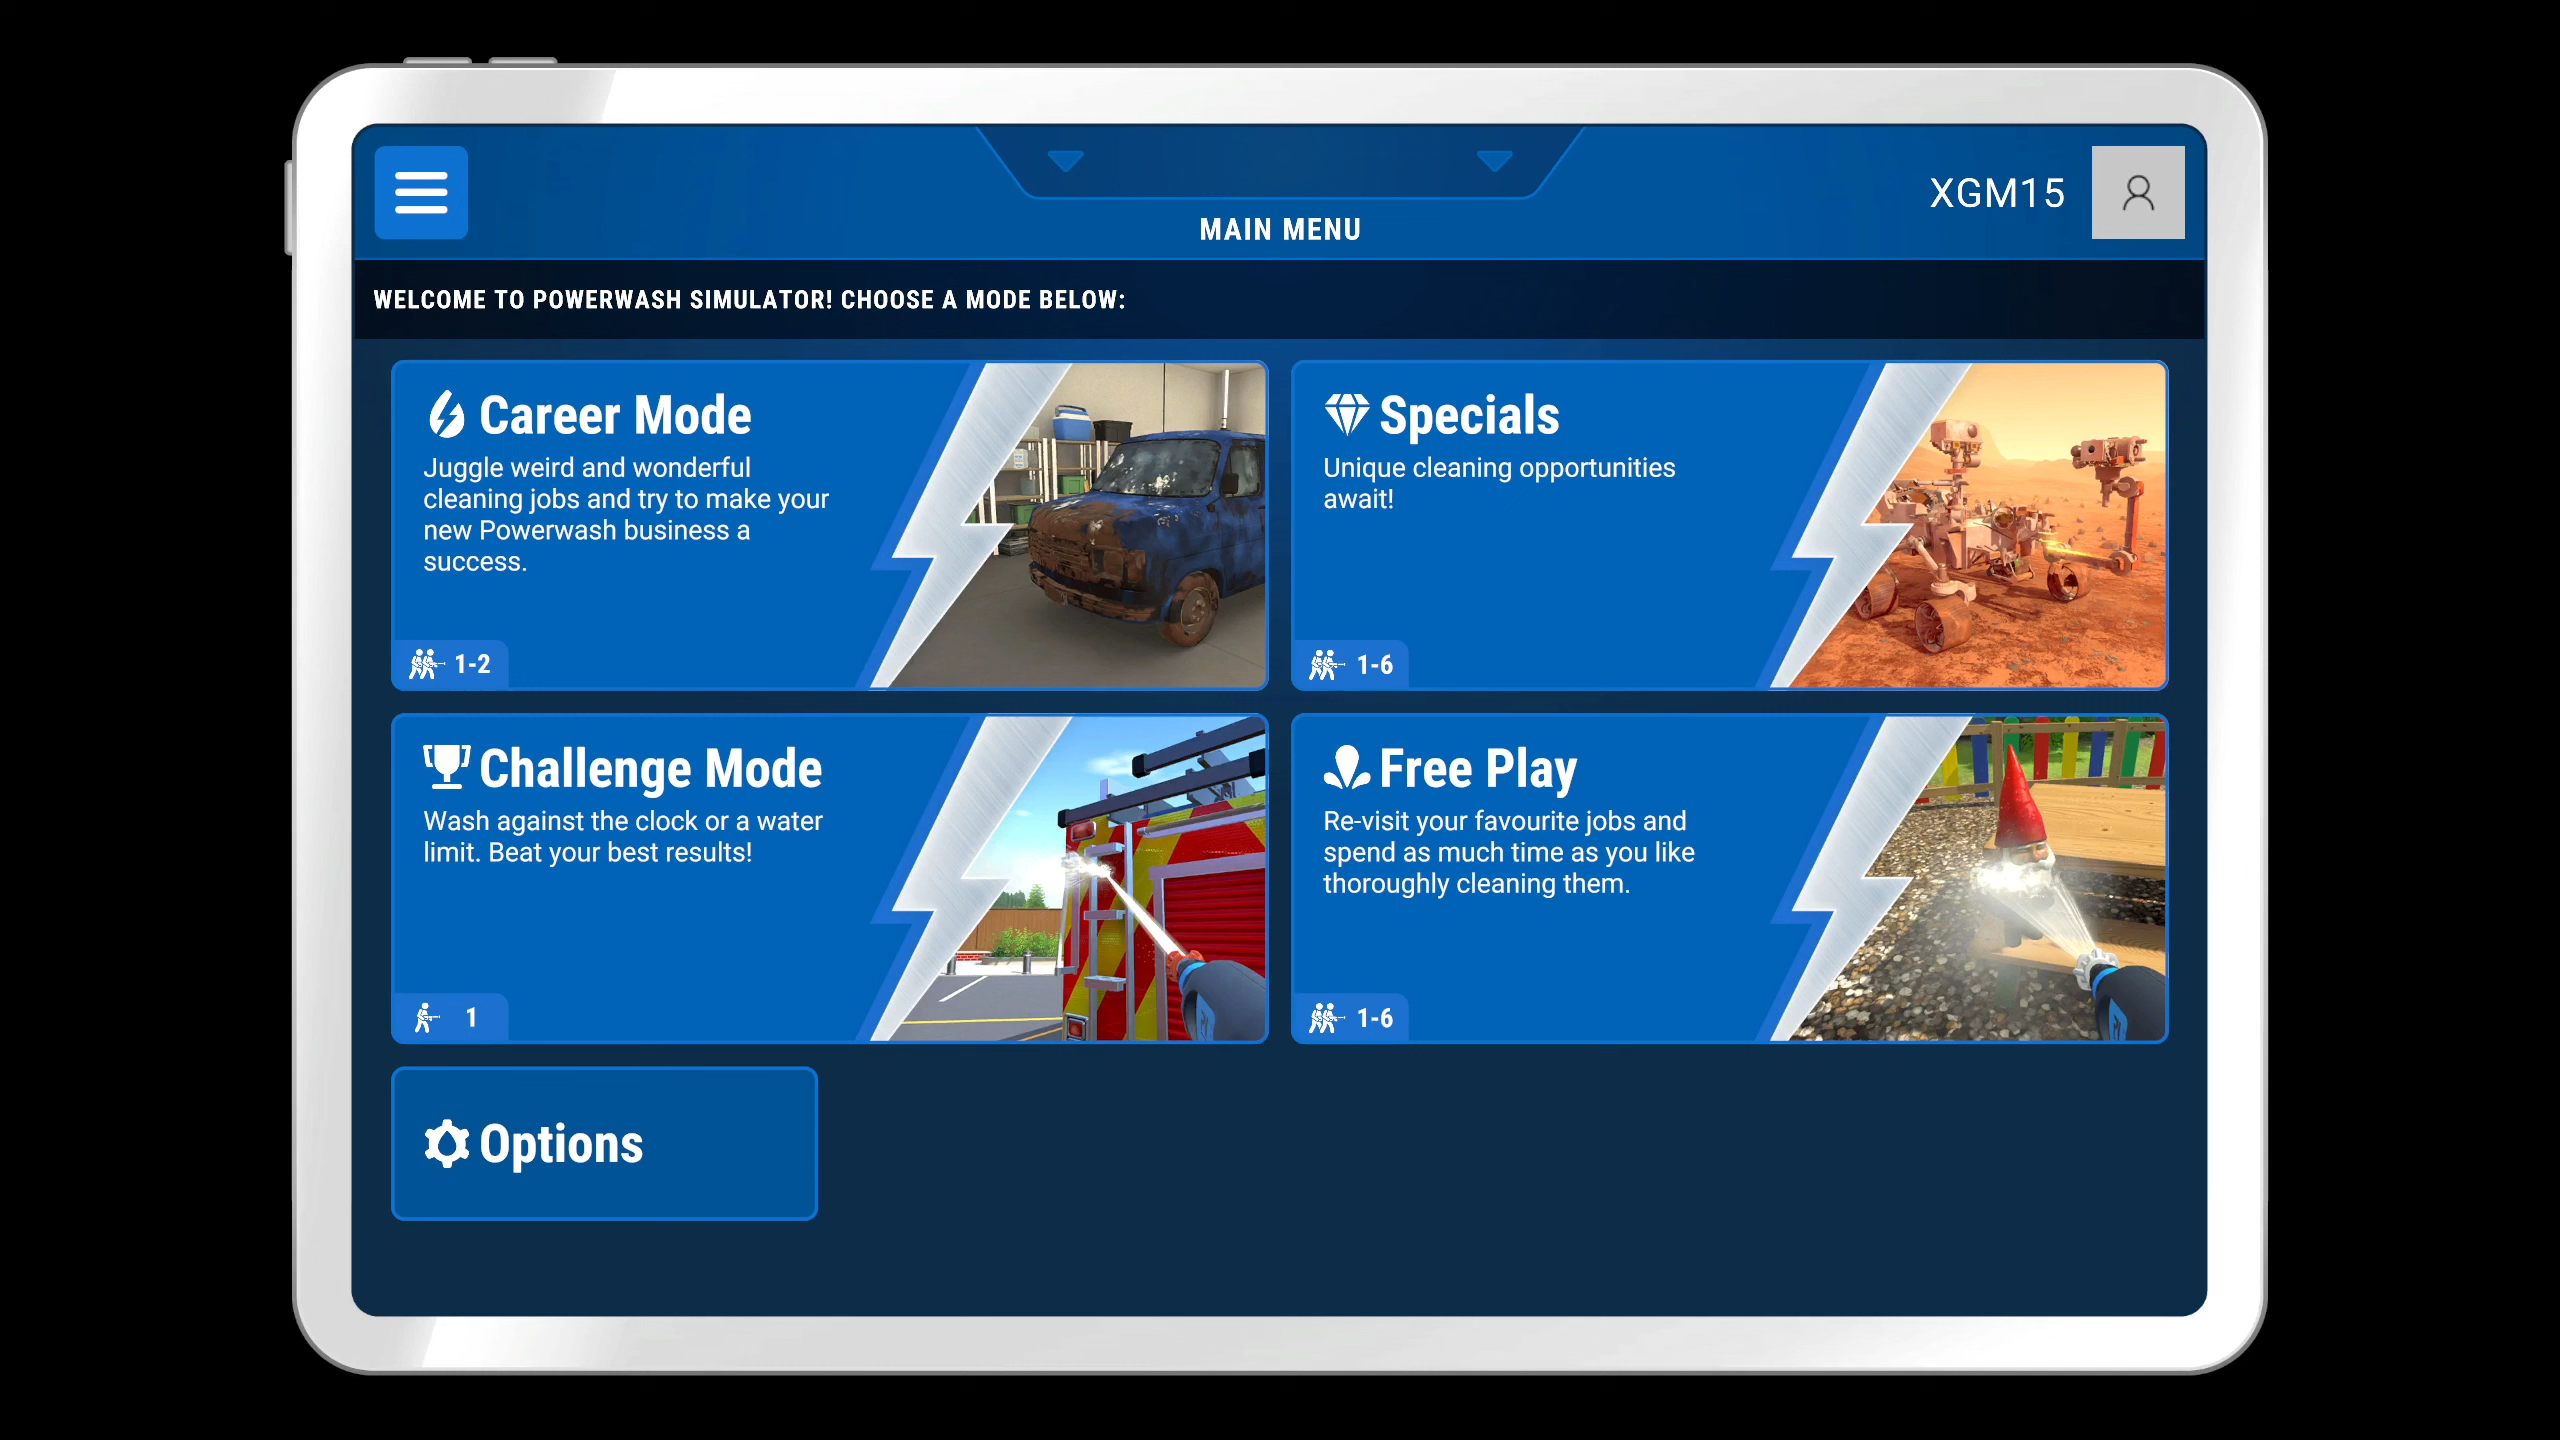 XGM15
MAIN MENU
WELCOME TO POWERWASH SIMULATOR! CHOOSE A MODE BELOW:
Career Mode
Juggle weird and wonderful
cleaning jobs and try to make your
new Powerwash business a
success.
1-2
Specials
Unique cleaning opportunities
await!
1-6
Challenge Mode
Wash against the clock or a water
limit. Beat your best results!
1
Free Play
Re-visit your favourite jobs and
spend as much time as you like
thoroughly cleaning them.
1-6
Options